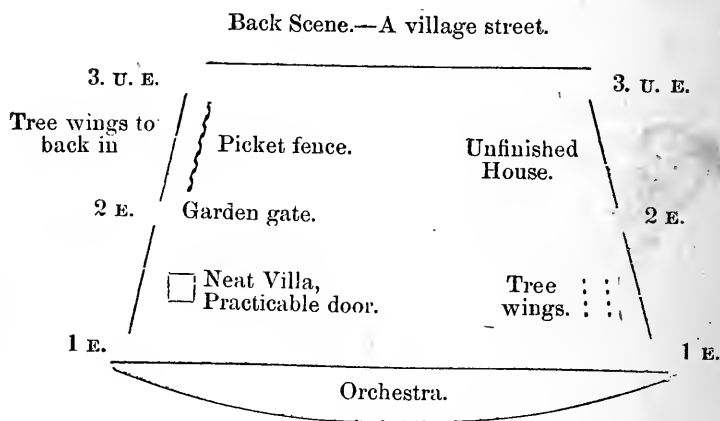 Back Scene.—A village street.
3. U. E.
3. U. E.
Tree wings to
back in
Picket fence.
Unfinished
House.
2 E.
Garden gate.
2 E.
Neat Villa,
Practicable door.
Tree
wings.
1 E.
1 E.
Orchestra.